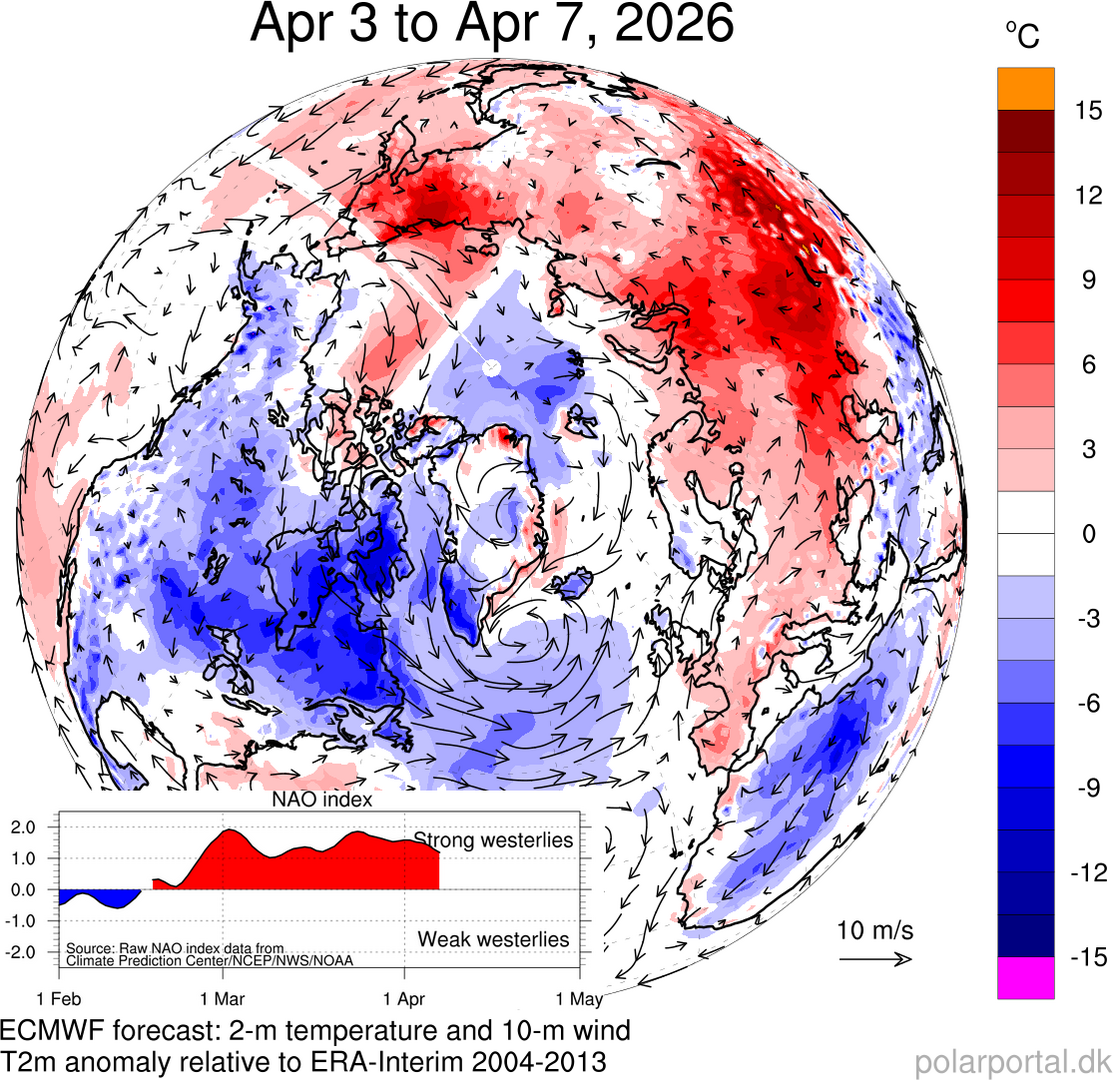 Apr 3 to Apr 7, 2026
oC
15
12
9
6
3
0
-3
-6
-9
-12
-15
NAO index
2.0
1.0
0.0
-1.0
-2.0
Strong westerlies
Weak westerlies
Source: Raw NAO index data from
Climate Prediction Center/NCEP/NWS/NOAA
1 Feb
1 Mar
1 Apr
1 May
10 m/s
ECMWF forecast: 2-m temperature and 10-m wind
T2m anomaly relative to ERA-Interim 2004-2013
polarportal.dk